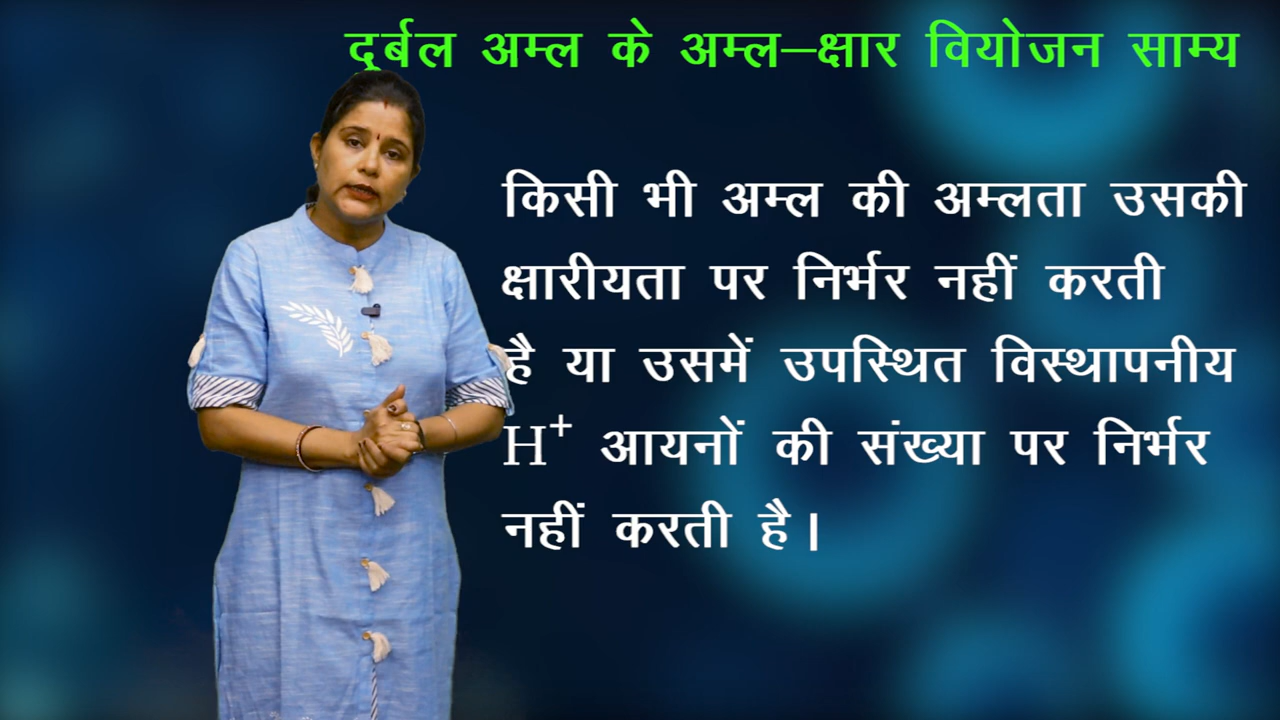 दुर्बल अम्ल के अम्ल–क्षार वियोजन साम्य
किसी भी अम्ल की अम्लता उसकी
क्षारीयता पर निर्भर नहीं करती
है या उसमें उपस्थित विस्थापनीय
H⁺ आयनों की संख्या पर निर्भर
नहीं करती है।